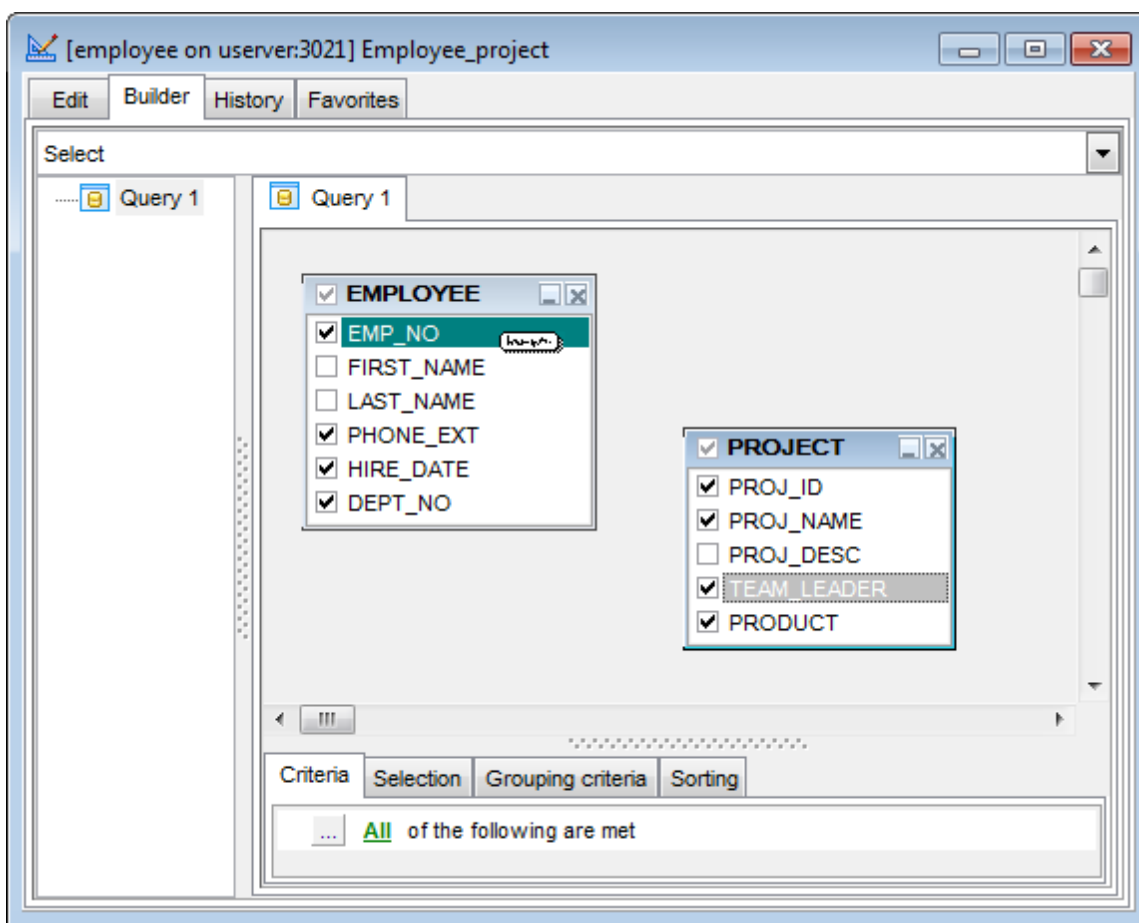 [employee on userver:3021] Employee_project
Edit Builder History Favorites
Select
Query 1
Query 1
EMPLOYEE
EMP_NO
FIRST_NAME
LAST_NAME
PHONE_EXT
HIRE_DATE
DEPT_NO
PROJECT
PROJ_ID
PROJ_NAME
PROJ_DESC
TEAM_LEADER
PRODUCT
Criteria Selection Grouping criteria Sorting
... All of the following are met